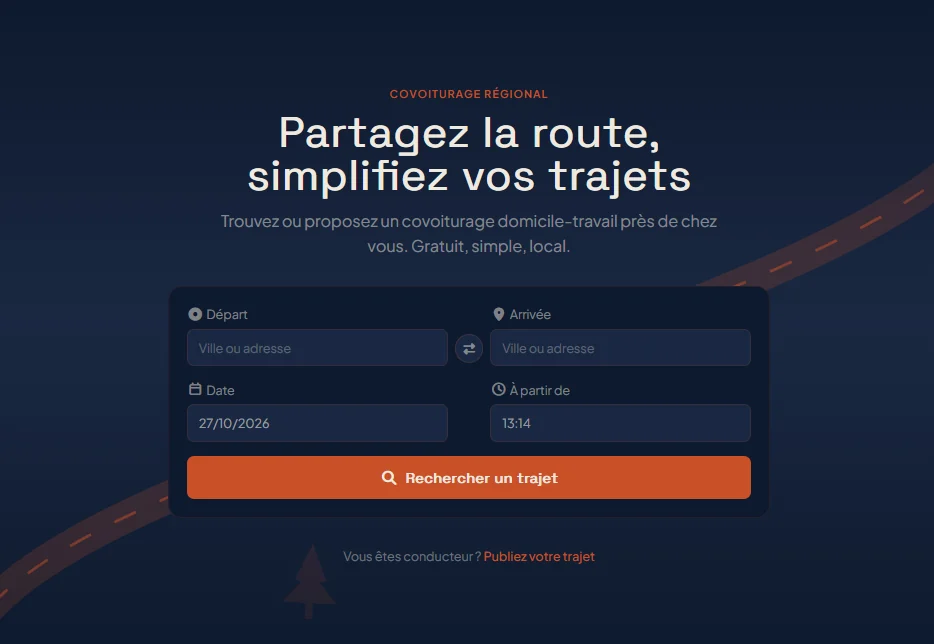 COVOITURAGE RÉGIONAL
Partagez la route,
simplifiez vos trajets
Trouvez ou proposez un covoiturage domicile-travail près de chez
vous. Gratuit, simple, local.
Départ
Arrivée
Ville ou adresse
Ville ou adresse
Date
À partir de
27/10/2026
13:14
Rechercher un trajet
Vous êtes conducteur ? Publiez votre trajet